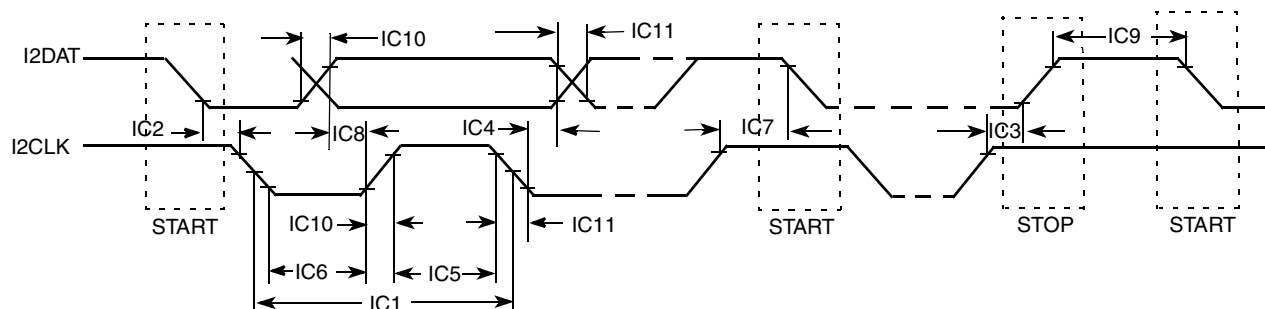 IC10
IC11
IC9
I2DAT
IC2
IC8
IC4
IC7
IC3
I2CLK
START
IC10
IC11
START
STOP
START
IC6
IC5
IC1